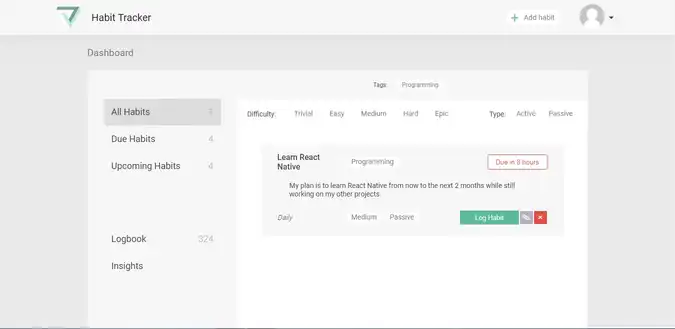 Habit Tracker
Add habit
Dashboard
Tags: Programming
All Habits
Difficulty: Trivial Easy Medium Hard Epic Type: Active Passive
Due Habits 4
Upcoming Habits 4
Learn React Native Programming Due in 8 hours
My plan is to learn React Native from now to the next 2 months while still
working on my other projects.
Daily Medium Passive Log Habit
Logbook 324
Insights